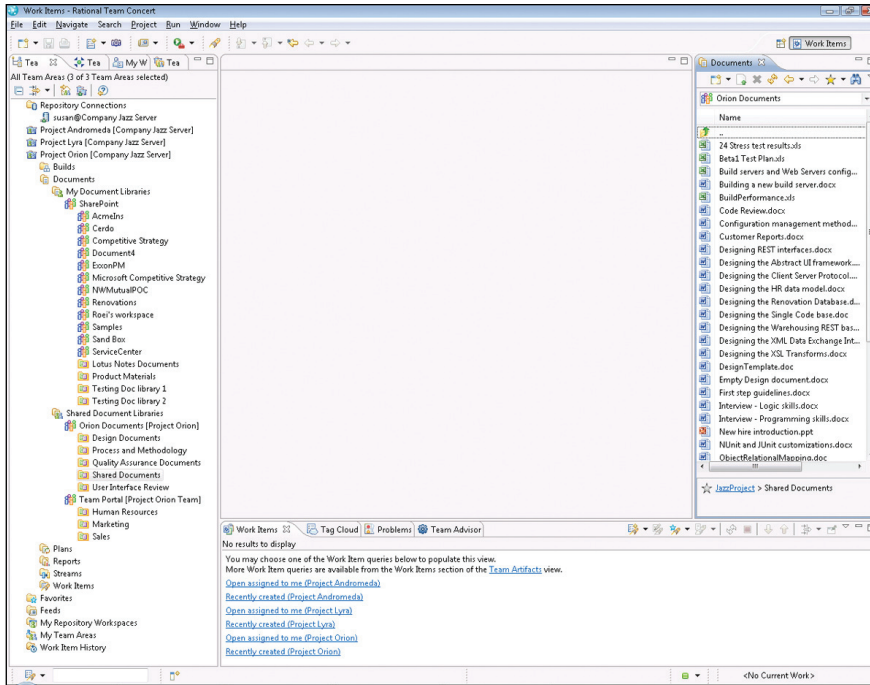 Work Items - Rational Team Concert
File Edit Navigate Search Project Run Window Help
Work Items
Tea Tea My W Tea
All Team Areas (3 of 3 Team Areas selected)
Repository Connections
susan@Company Jazz Server
Project Andromeda [Company Jazz Server]
Project Lyra [Company Jazz Server]
Project Orion [Company Jazz Server]
Builds
Documents
My Document Libraries
SharePoint
AcmeIns
Cerdo
Competitive Strategy
Document4
ExxonPM
Microsoft Competitive Strategy
NWMutualPOC
Renovations
Roei's workspace
Samples
Sand Box
ServiceCenter
Lotus Notes Documents
Product Materials
Testing Doc library 1
Testing Doc library 2
Shared Document Libraries
Orion Documents [Project Orion]
Design Documents
Process and Methodology
Quality Assurance Documents
Shared Documents
User Interface Review
Team Portal [Project Orion Team]
Human Resources
Marketing
Sales
Plans
Reports
Streams
Work Items
Favorites
Feeds
My Repository Workspaces
My Team Areas
Work Item History
Documents
Orion Documents
Name
..
24 Stress test results.xls
Beta1 Test Plan.xls
Build servers and Web Servers config...
Building a new build server.docx
BuildPerformance.xls
Code Review.docx
Configuration management method...
Customer Reports.docx
Designing REST interfaces.docx
Designing the Abstract UI framework....
Designing the Client Server Protocol....
Designing the HR data model.docx
Designing the Renovation Database.d...
Designing the Single Code base.doc
Designing the Warehousing REST bas...
Designing the XML Data Exchange Int...
Designing the XSL Transforms.docx
DesignTemplate.doc
Empty Design document.docx
First step guidelines.docx
Interview - Logic skills.docx
Interview - Programming skills.docx
New hire introduction.ppt
NUnit and JUnit customizations.docx
ObjectRelationalMapping.doc
JazzProject > Shared Documents
Work Items Tag Cloud Problems Team Advisor
No results to display
You may choose one of the Work Item queries below to populate this view.
More Work Item queries are available from the Work Items section of the Team Artifacts view.
Open assigned to me (Project Andromeda)
Recently created (Project Andromeda)
Open assigned to me (Project Lyra)
Recently created (Project Lyra)
Open assigned to me (Project Orion)
Recently created (Project Orion)
<No Current Work>